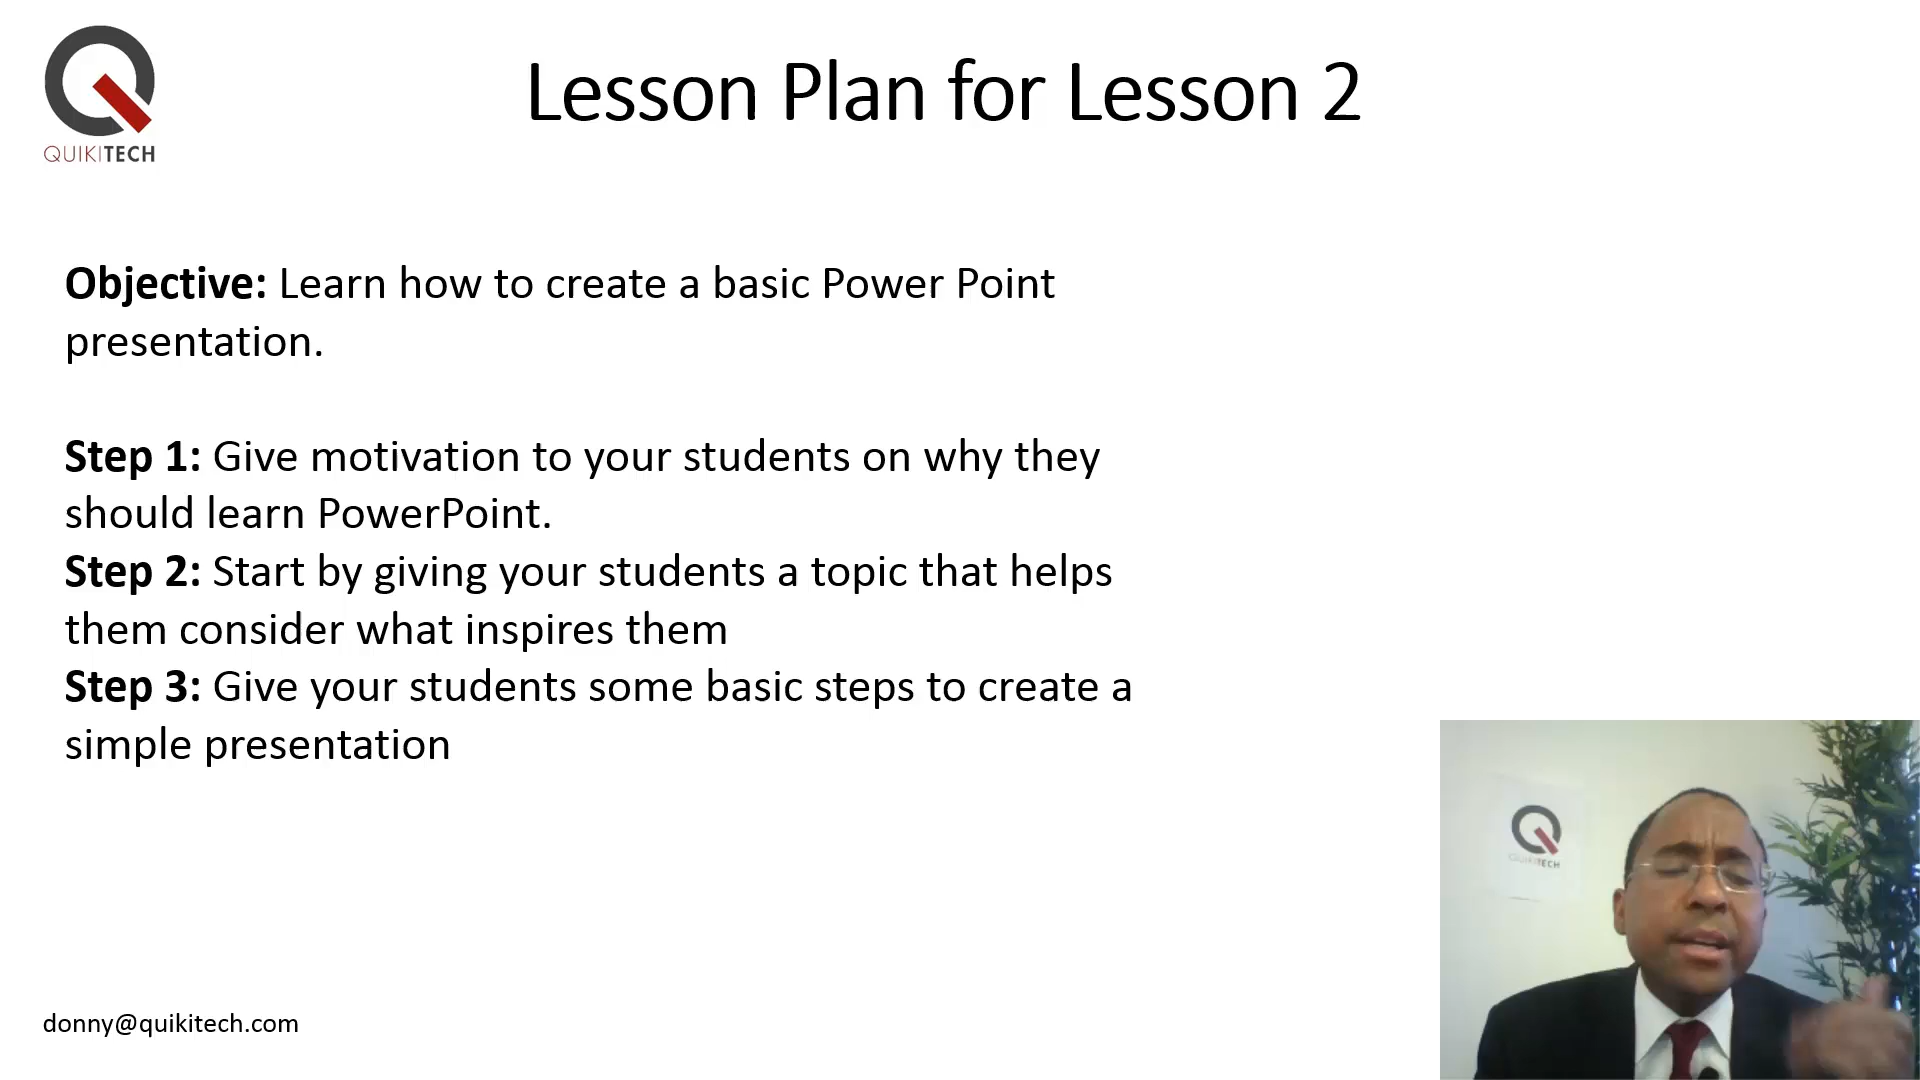 QUIKITECH
Lesson Plan for Lesson 2
Objective: Learn how to create a basic Power Point
presentation.
Step 1: Give motivation to your students on why they
should learn PowerPoint.
Step 2: Start by giving your students a topic that helps
them consider what inspires them
Step 3: Give your students some basic steps to create a
simple presentation
QUIKITECH
donny@quikitech.com